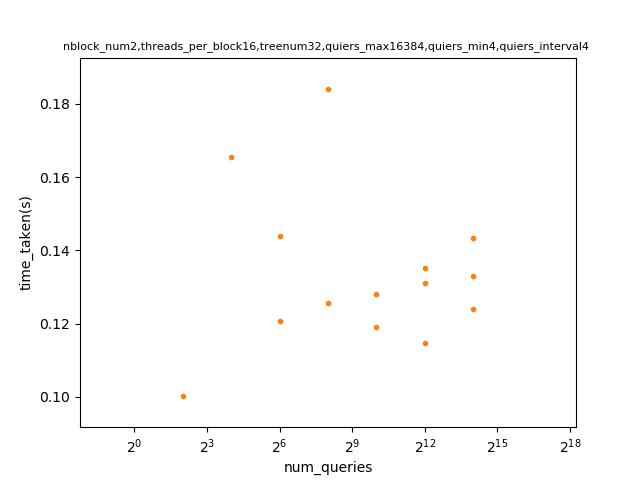 nblock_num2,threads_per_block16,treenum32,quiers_max16384,quiers_min4,quiers_interval4
0.18
0.16
0.14
0.12
0.10
time_taken(s)
2^0 2^3 2^6 2^9 2^12 2^15 2^18
num_queries